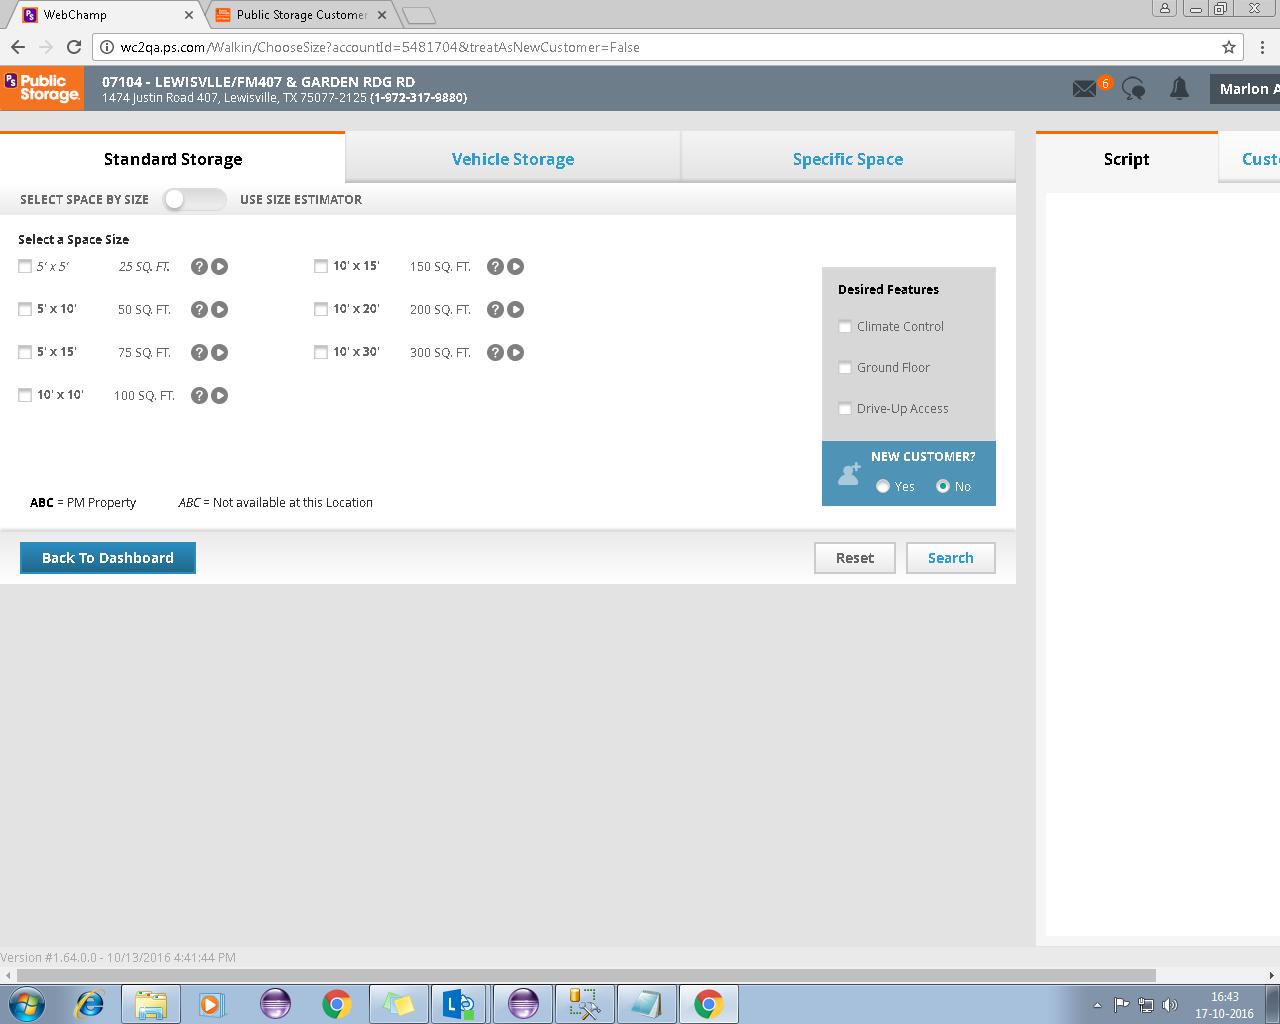 WebChamp
Public Storage Customer
wc2qa.ps.com/Walkin/ChooseSize?accountId=5481704&treatAsNewCustomer=False
PS Public Storage.
07104 - LEWISVLLE/FM407 & GARDEN RDG RD
1474 Justin Road 407, Lewisville, TX 75077-2125 (1-972-317-9880)
6
Marlon A
Standard Storage
Vehicle Storage
Specific Space
Script
Cust
SELECT SPACE BY SIZE
USE SIZE ESTIMATOR
Select a Space Size
5' x 5' 25 SQ. FT. ?
10' x 15' 150 SQ. FT. ?
5' x 10' 50 SQ. FT. ?
10' x 20' 200 SQ. FT. ?
5' x 15' 75 SQ. FT. ?
10' x 30' 300 SQ. FT. ?
10' x 10' 100 SQ. FT. ?
Desired Features
Climate Control
Ground Floor
Drive-Up Access
NEW CUSTOMER?
Yes No
ABC = PM Property
ABC = Not available at this Location
Back To Dashboard
Reset
Search
Version #1.64.0.0 - 10/13/2016 4:41:44 PM
16:43
17-10-2016